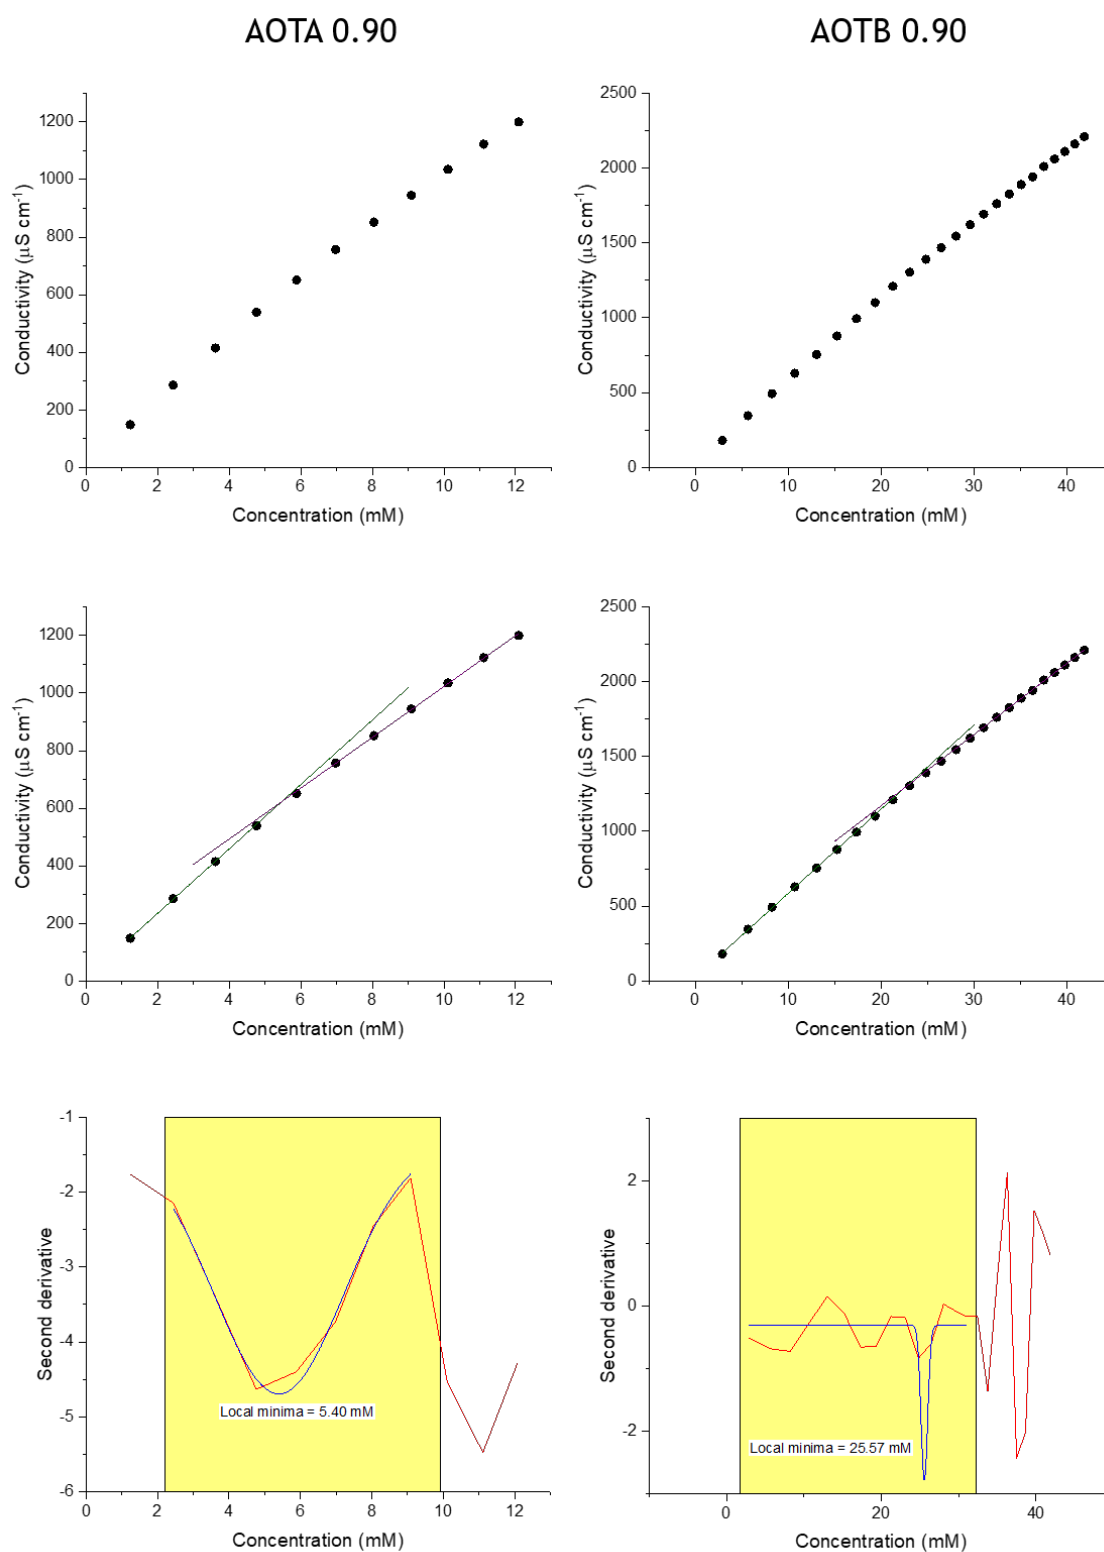 AOTA 0.90
AOTB 0.90
Conductivity (μS cm⁻¹)
1200
1000
800
600
400
200
0
0 2 4 6 8 10 12
Concentration (mM)
Conductivity (μS cm⁻¹)
2500
2000
1500
1000
500
0
0 10 20 30 40
Concentration (mM)
Conductivity (μS cm⁻¹)
1200
1000
800
600
400
200
0
0 2 4 6 8 10 12
Concentration (mM)
Conductivity (μS cm⁻¹)
2500
2000
1500
1000
500
0
0 10 20 30 40
Concentration (mM)
Second derivative
-1
-2
-3
-4
-5
-6
Local minima = 5.40 mM
0 2 4 6 8 10 12
Concentration (mM)
Second derivative
2
0
-2
Local minima = 25.57 mM
0 20 40
Concentration (mM)